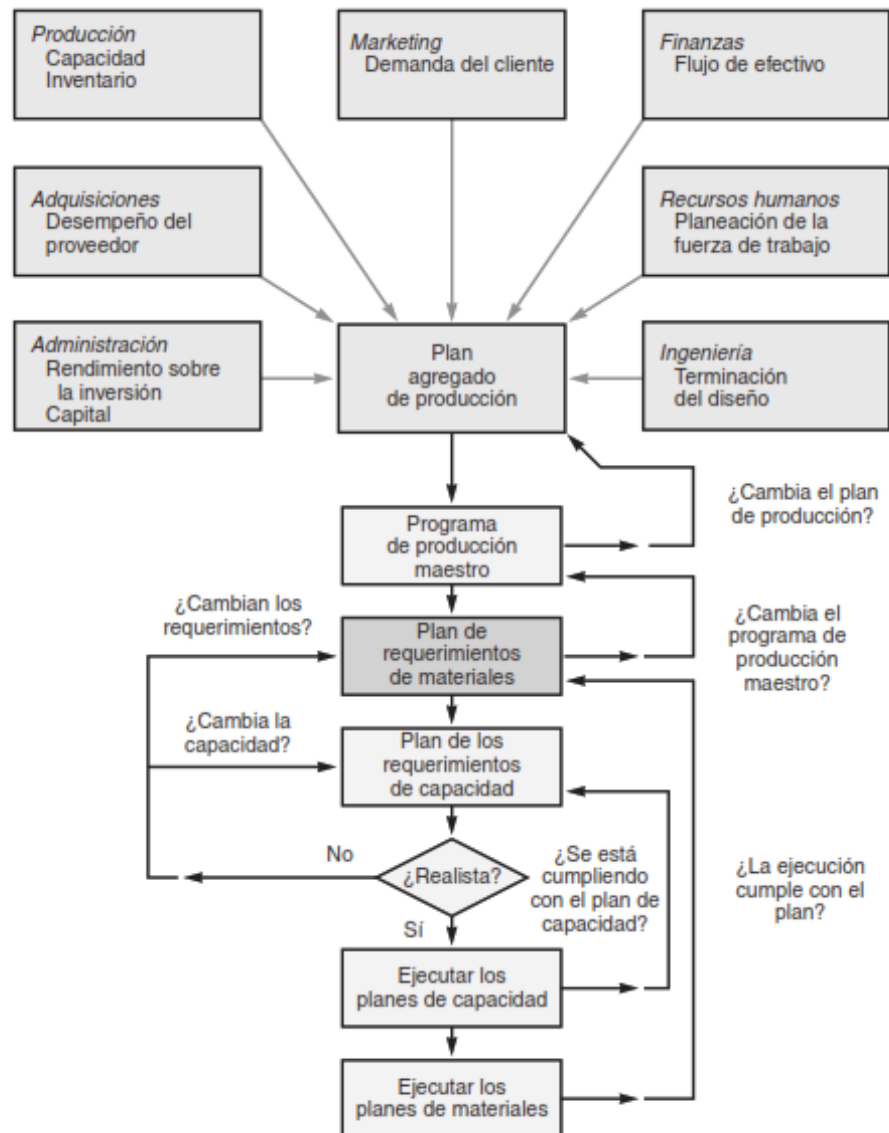 Producción
Capacidad
Inventario
Marketing
Demanda del cliente
Finanzas
Flujo de efectivo
Adquisiciones
Desempeño del
proveedor
Recursos humanos
Planeación de la
fuerza de trabajo
Administración
Rendimiento sobre
la inversión
Capital
Plan
agregado
de producción
Ingeniería
Terminación
del diseño
¿Cambia el plan
de producción?
Programa
de producción
maestro
¿Cambian los
requerimientos?
Plan de
requerimientos
de materiales
¿Cambia el
programa de
producción
maestro?
¿Cambia la
capacidad?
Plan de los
requerimientos
de capacidad
No
¿Realista?
Sí
¿Se está
cumpliendo
con el plan de
capacidad?
¿La ejecución
cumple con el
plan?
Ejecutar los
planes de capacidad
Ejecutar los
planes de materiales